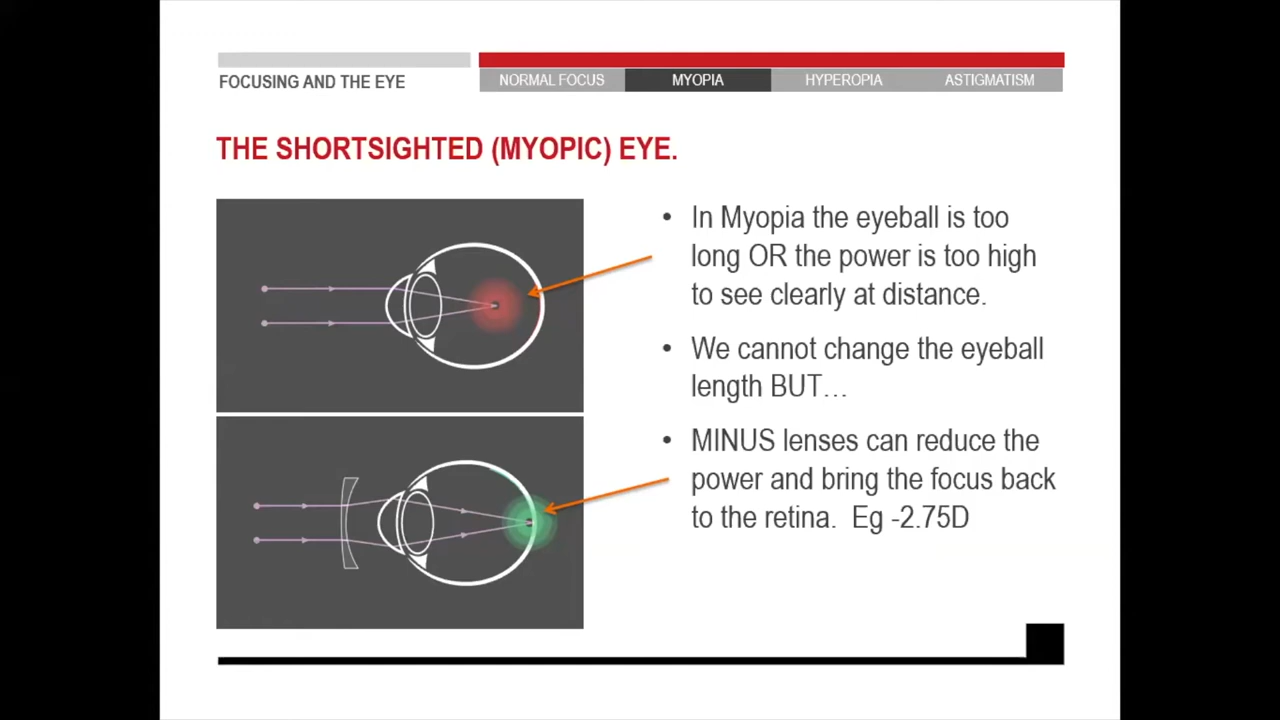 FOCUSING AND THE EYE
NORMAL FOCUS
MYOPIA
HYPEROPIA
ASTIGMATISM
THE SHORTSIGHTED (MYOPIC) EYE.
• In Myopia the eyeball is too
long OR the power is too high
to see clearly at distance.
• We cannot change the eyeball
length BUT…
• MINUS lenses can reduce the
power and bring the focus back
to the retina. Eg -2.75D